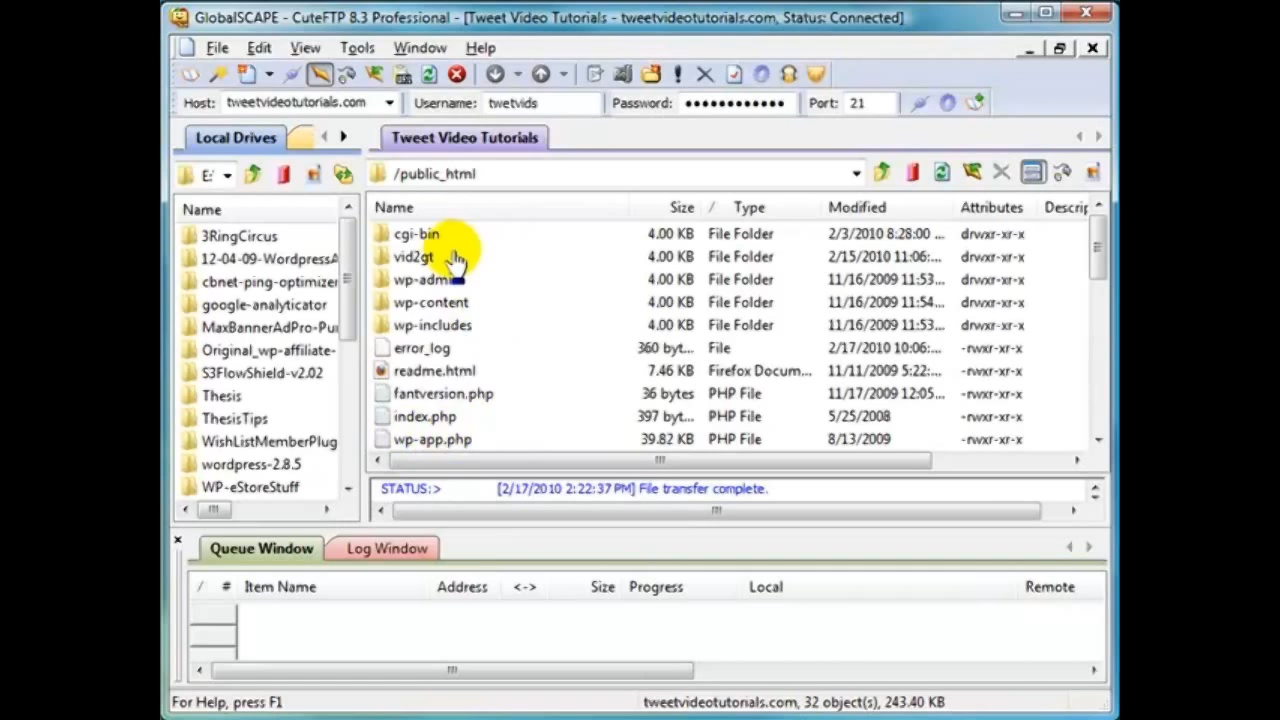 GlobalSCAPE - CuteFTP 8.3 Professional - [Tweet Video Tutorials - tweetvideotutorials.com, Status: Connected]
File Edit View Tools Window Help
Host: tweetvideotutorials.com Username: twetvids Password: •••••••••••• Port: 21
Local Drives Tweet Video Tutorials
E: /public_html
Name Name Size / Type Modified Attributes Descrip
3RingCircus cgi-bin 4.00 KB File Folder 2/3/2010 8:28:00 ... drwxr-xr-x
12-04-09-WordpressA vid2gt 4.00 KB File Folder 2/15/2010 11:06:... drwxr-xr-x
cbnet-ping-optimizer wp-admin 4.00 KB File Folder 11/16/2009 11:53... drwxr-xr-x
google-analyticator wp-content 4.00 KB File Folder 11/16/2009 11:54... drwxr-xr-x
MaxBannerAdPro-Pu wp-includes 4.00 KB File Folder 11/16/2009 11:53... drwxr-xr-x
Original_wp-affiliate- error_log 360 byt... File 2/17/2010 10:06:... -rwxr-xr-x
S3FlowShield-v2.02 readme.html 7.46 KB Firefox Docum... 11/11/2009 5:22:... -rwxr-xr-x
Thesis fantversion.php 36 bytes PHP File 11/17/2009 12:05... -rwxr-xr-x
ThesisTips index.php 397 byt... PHP File 5/25/2008 -rwxr-xr-x
WishListMemberPlug wp-app.php 39.82 KB PHP File 8/13/2009 -rwxr-xr-x
wordpress-2.8.5
WP-eStoreStuff STATUS:> [2/17/2010 2:22:37 PM] File transfer complete.
Queue Window Log Window
/ # Item Name Address <-> Size Progress Local Remote
For Help, press F1 tweetvideotutorials.com, 32 object(s), 243.40 KB